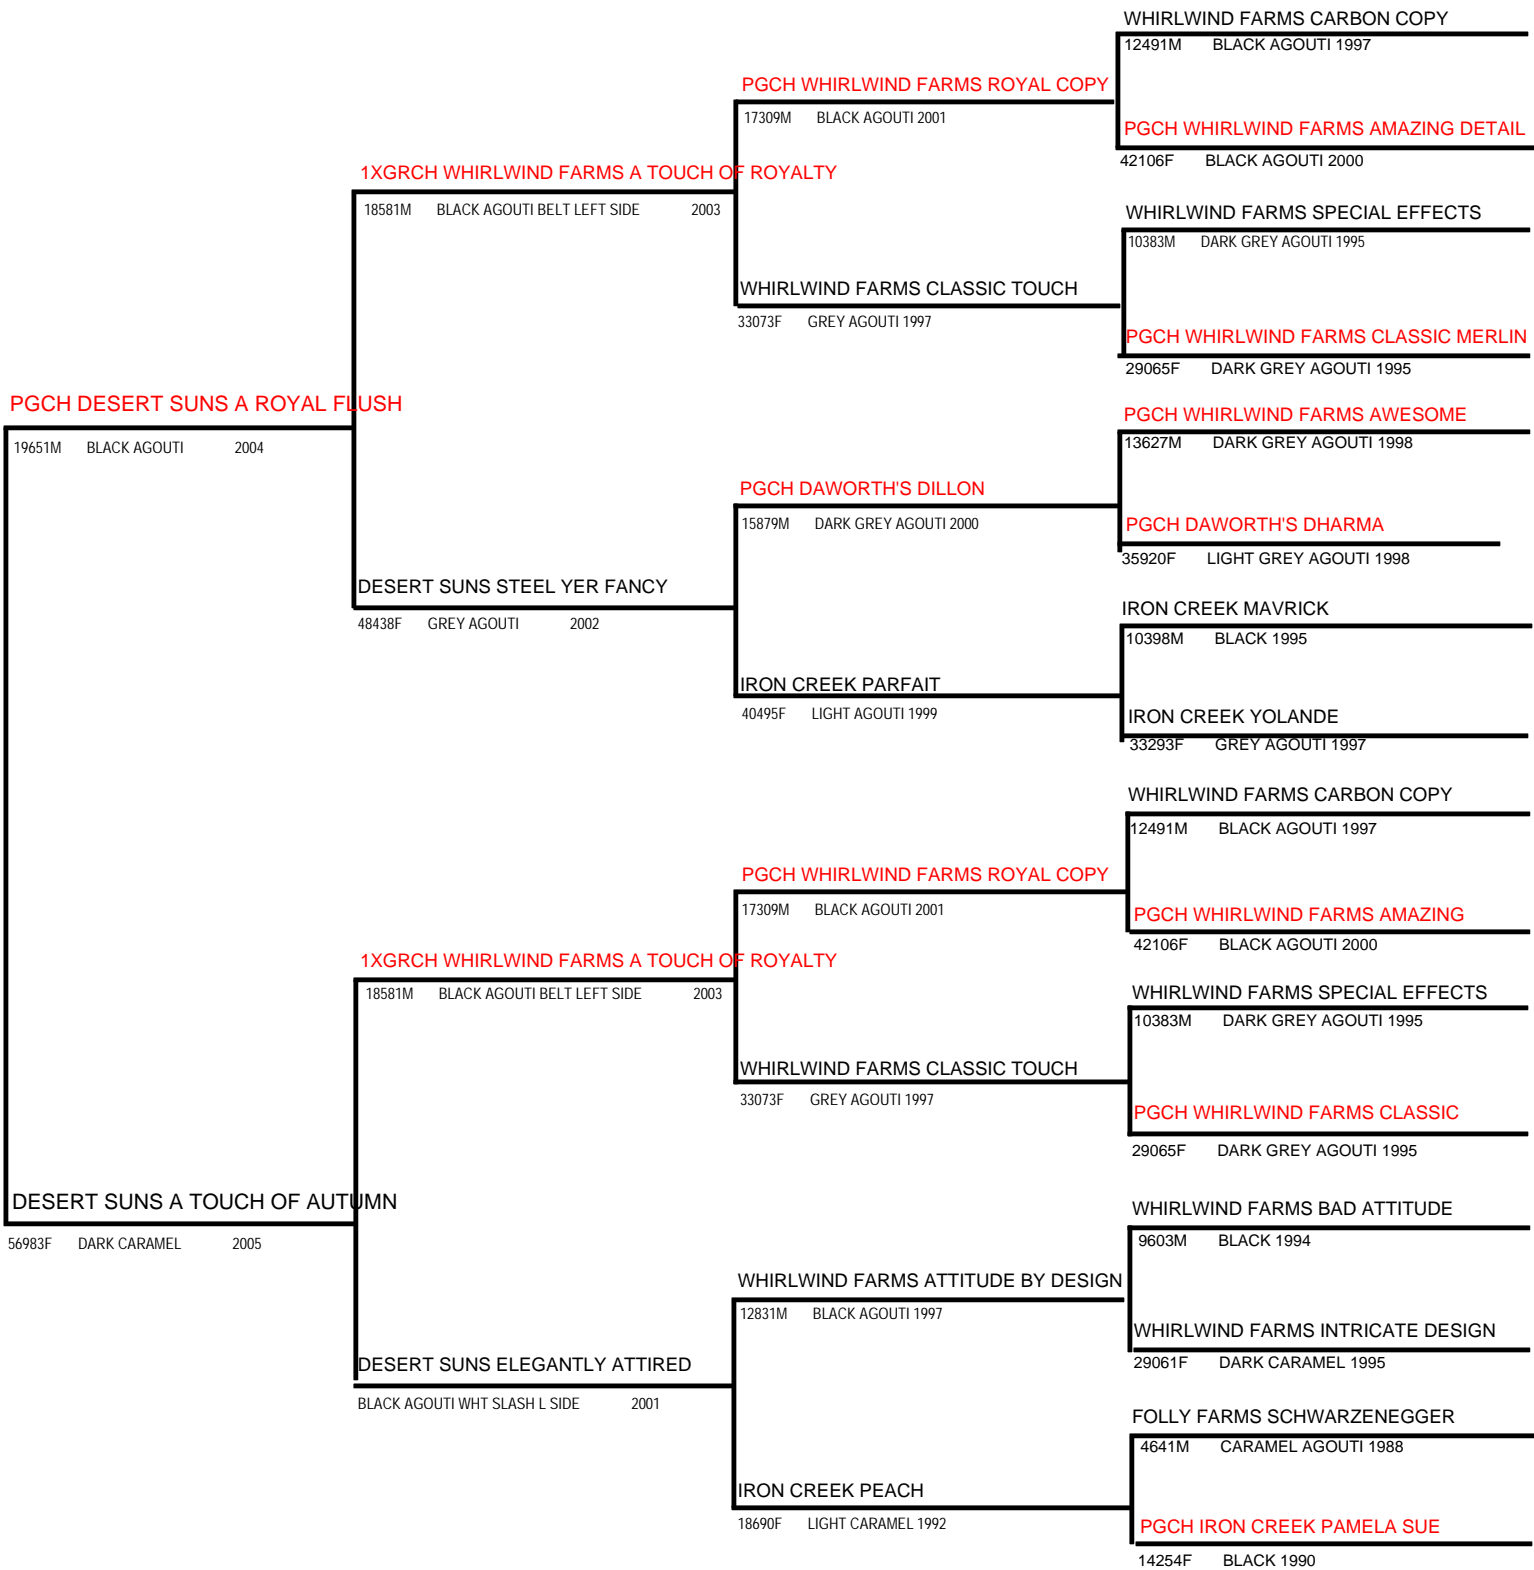 WHIRLWIND FARMS CARBON COPY
12491M BLACK AGOUTI 1997
PGCH WHIRLWIND FARMS ROYAL COPY
17309M BLACK AGOUTI 2001
PGCH WHIRLWIND FARMS AMAZING DETAIL
42106F BLACK AGOUTI 2000
1XGRCH WHIRLWIND FARMS A TOUCH OF ROYALTY
18581M BLACK AGOUTI BELT LEFT SIDE 2003
WHIRLWIND FARMS SPECIAL EFFECTS
10383M DARK GREY AGOUTI 1995
WHIRLWIND FARMS CLASSIC TOUCH
33073F GREY AGOUTI 1997
PGCH WHIRLWIND FARMS CLASSIC MERLIN
29065F DARK GREY AGOUTI 1995
PGCH DESERT SUNS A ROYAL FLUSH
19651M BLACK AGOUTI 2004
PGCH WHIRLWIND FARMS AWESOME
13627M DARK GREY AGOUTI 1998
PGCH DAWORTH'S DILLON
15879M DARK GREY AGOUTI 2000
PGCH DAWORTH'S DHARMA
35920F LIGHT GREY AGOUTI 1998
DESERT SUNS STEEL YER FANCY
48438F GREY AGOUTI 2002
IRON CREEK MAVRICK
10398M BLACK 1995
IRON CREEK PARFAIT
40495F LIGHT AGOUTI 1999
IRON CREEK YOLANDE
33293F GREY AGOUTI 1997
WHIRLWIND FARMS CARBON COPY
12491M BLACK AGOUTI 1997
PGCH WHIRLWIND FARMS ROYAL COPY
17309M BLACK AGOUTI 2001
PGCH WHIRLWIND FARMS AMAZING
42106F BLACK AGOUTI 2000
1XGRCH WHIRLWIND FARMS A TOUCH OF ROYALTY
18581M BLACK AGOUTI BELT LEFT SIDE 2003
WHIRLWIND FARMS SPECIAL EFFECTS
10383M DARK GREY AGOUTI 1995
WHIRLWIND FARMS CLASSIC TOUCH
33073F GREY AGOUTI 1997
PGCH WHIRLWIND FARMS CLASSIC
29065F DARK GREY AGOUTI 1995
DESERT SUNS A TOUCH OF AUTUMN
56983F DARK CARAMEL 2005
WHIRLWIND FARMS BAD ATTITUDE
9603M BLACK 1994
WHIRLWIND FARMS ATTITUDE BY DESIGN
12831M BLACK AGOUTI 1997
WHIRLWIND FARMS INTRICATE DESIGN
29061F DARK CARAMEL 1995
DESERT SUNS ELEGANTLY ATTIRED
BLACK AGOUTI WHT SLASH L SIDE 2001
FOLLY FARMS SCHWARZENEGGER
4641M CARAMEL AGOUTI 1988
IRON CREEK PEACH
18690F LIGHT CARAMEL 1992
PGCH IRON CREEK PAMELA SUE
14254F BLACK 1990